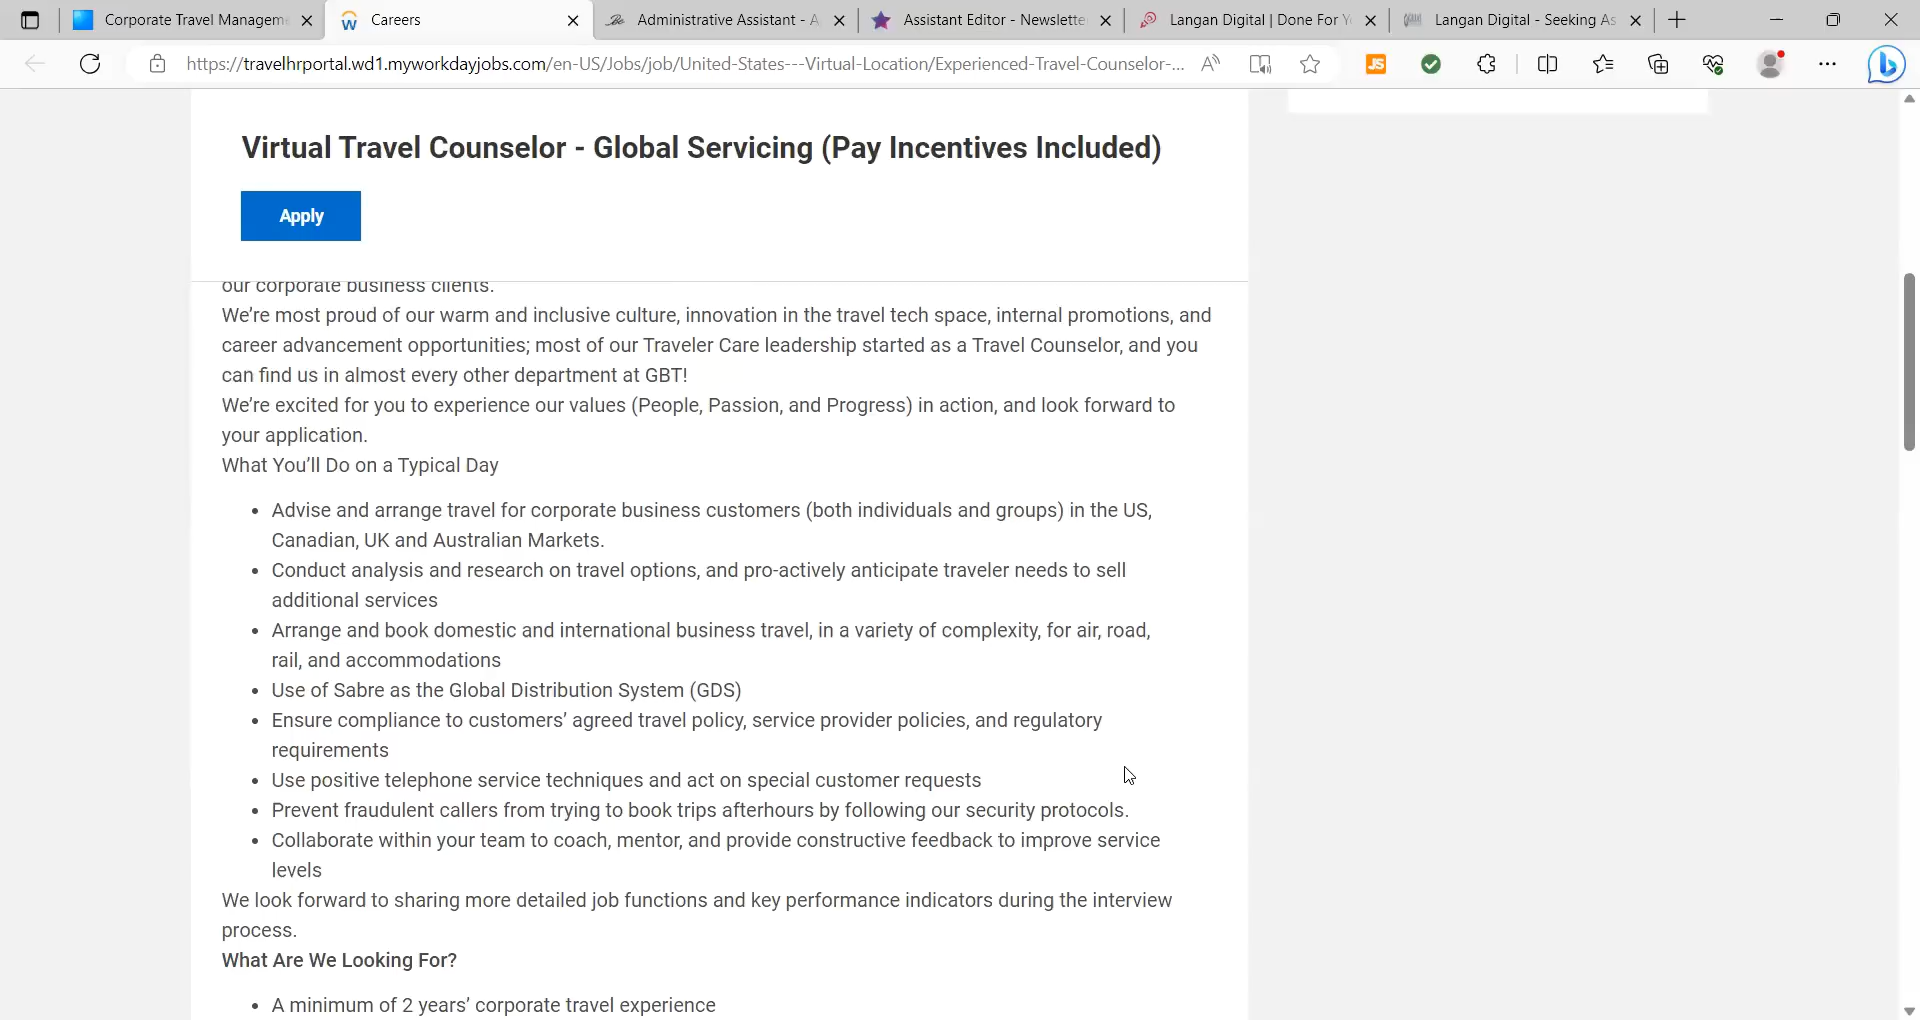 Corporate Travel Managem
Careers
Administrative Assistant - A
Assistant Editor - Newslette
Langan Digital | Done For Y
Langan Digital - Seeking As
https://travelhrportal.wd1.myworkdayjobs.com/en-US/Jobs/job/United-States---Virtual-Location/Experienced-Travel-Counselor-...
JS
Virtual Travel Counselor - Global Servicing (Pay Incentives Included)
Apply
our corporate business clients.
We’re most proud of our warm and inclusive culture, innovation in the travel tech space, internal promotions, and
career advancement opportunities; most of our Traveler Care leadership started as a Travel Counselor, and you
can find us in almost every other department at GBT!
We’re excited for you to experience our values (People, Passion, and Progress) in action, and look forward to
your application.
What You’ll Do on a Typical Day
• Advise and arrange travel for corporate business customers (both individuals and groups) in the US,
Canadian, UK and Australian Markets.
• Conduct analysis and research on travel options, and pro-actively anticipate traveler needs to sell
additional services
• Arrange and book domestic and international business travel, in a variety of complexity, for air, road,
rail, and accommodations
• Use of Sabre as the Global Distribution System (GDS)
• Ensure compliance to customers’ agreed travel policy, service provider policies, and regulatory
requirements
• Use positive telephone service techniques and act on special customer requests
• Prevent fraudulent callers from trying to book trips afterhours by following our security protocols.
• Collaborate within your team to coach, mentor, and provide constructive feedback to improve service
levels
We look forward to sharing more detailed job functions and key performance indicators during the interview
process.
What Are We Looking For?
• A minimum of 2 years’ corporate travel experience